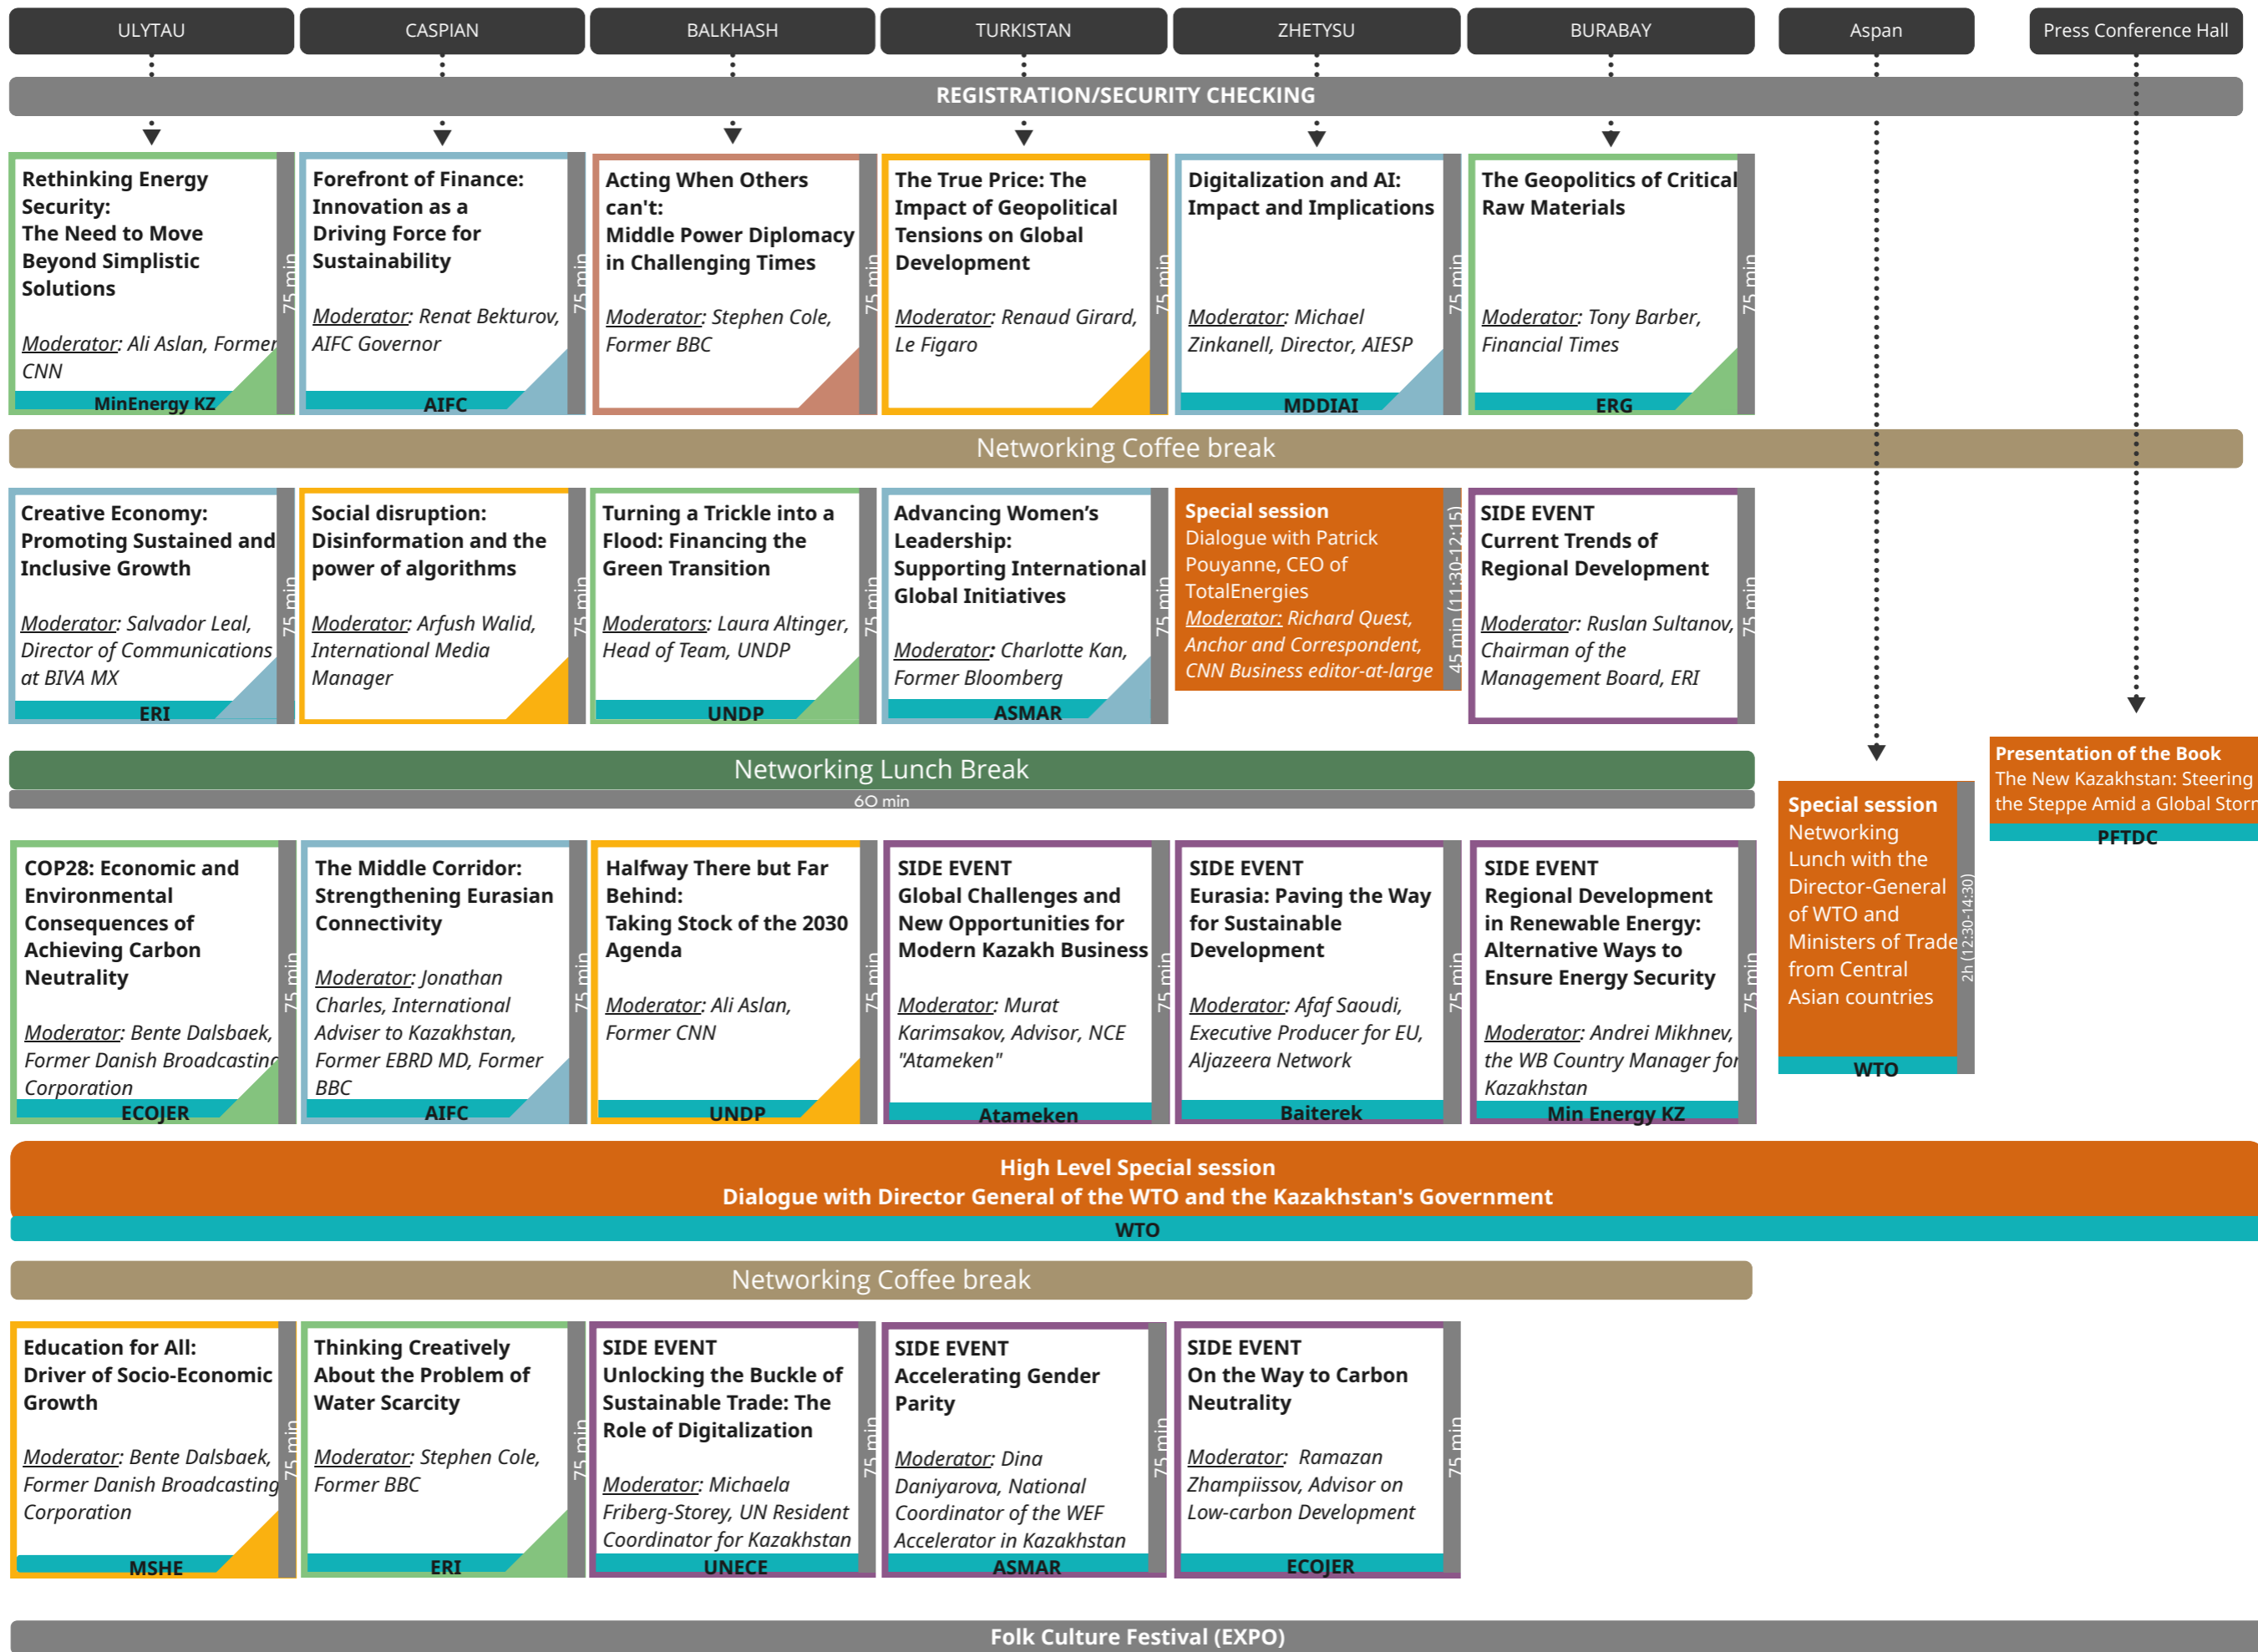 ULYTAU
CASPIAN
BALKHASH
TURKISTAN
ZHETYSU
BURABAY
Aspan
Press Conference Hall
REGISTRATION/SECURITY CHECKING
Rethinking Energy
Security:
The Need to Move
Beyond Simplistic
Solutions
Moderator: Ali Aslan, Former
CNN
75 min
MinEnergy KZ
Forefront of Finance:
Innovation as a
Driving Force for
Sustainability
Moderator: Renat Bekturov,
AIFC Governor
75 min
AIFC
Acting When Others
can't:
Middle Power Diplomacy
in Challenging Times
Moderator: Stephen Cole,
Former BBC
75 min
The True Price: The
Impact of Geopolitical
Tensions on Global
Development
Moderator: Renaud Girard,
Le Figaro
75 min
Digitalization and AI:
Impact and Implications
Moderator: Michael
Zinkanell, Director, AIESP
75 min
MDDIAI
The Geopolitics of Critical
Raw Materials
Moderator: Tony Barber,
Financial Times
75 min
ERG
Networking Coffee break
Creative Economy:
Promoting Sustained and
Inclusive Growth
Moderator: Salvador Leal,
Director of Communications
at BIVA MX
75 min
ERI
Social disruption:
Disinformation and the
power of algorithms
Moderator: Arfush Walid,
International Media
Manager
75 min
Turning a Trickle into a
Flood: Financing the
Green Transition
Moderators: Laura Altinger,
Head of Team, UNDP
75 min
UNDP
Advancing Women's
Leadership:
Supporting International
Global Initiatives
Moderator: Charlotte Kan,
Former Bloomberg
75 min
ASMAR
Special session
Dialogue with Patrick
Pouyanne, CEO of
TotalEnergies
Moderator: Richard Quest,
Anchor and Correspondent,
CNN Business editor-at-large
45 min (11:30-12:15)
SIDE EVENT
Current Trends of
Regional Development
Moderator: Ruslan Sultanov,
Chairman of the
Management Board, ERI
75 min
Networking Lunch Break
60 min
Presentation of the Book
The New Kazakhstan: Steering
the Steppe Amid a Global Storm
PFTDC
Special session
Networking
Lunch with the
Director-General
of WTO and
Ministers of Trade
from Central
Asian countries
2h (12:30-14:30)
WTO
COP28: Economic and
Environmental
Consequences of
Achieving Carbon
Neutrality
Moderator: Bente Dalsbaek,
Former Danish Broadcasting
Corporation
75 min
ECOJER
The Middle Corridor:
Strengthening Eurasian
Connectivity
Moderator: Jonathan
Charles, International
Adviser to Kazakhstan,
Former EBRD MD, Former
BBC
75 min
AIFC
Halfway There but Far
Behind:
Taking Stock of the 2030
Agenda
Moderator: Ali Aslan,
Former CNN
75 min
UNDP
SIDE EVENT
Global Challenges and
New Opportunities for
Modern Kazakh Business
Moderator: Murat
Karimsakov, Advisor, NCE
"Atameken"
75 min
Atameken
SIDE EVENT
Eurasia: Paving the Way
for Sustainable
Development
Moderator: Afaf Saoudi,
Executive Producer for EU,
Aljazeera Network
75 min
Baiterek
SIDE EVENT
Regional Development
in Renewable Energy:
Alternative Ways to
Ensure Energy Security
Moderator: Andrei Mikhnev,
the WB Country Manager for
Kazakhstan
75 min
Min Energy KZ
High Level Special session
Dialogue with Director General of the WTO and the Kazakhstan's Government
WTO
Networking Coffee break
Education for All:
Driver of Socio-Economic
Growth
Moderator: Bente Dalsbaek,
Former Danish Broadcasting
Corporation
75 min
MSHE
Thinking Creatively
About the Problem of
Water Scarcity
Moderator: Stephen Cole,
Former BBC
75 min
ERI
SIDE EVENT
Unlocking the Buckle of
Sustainable Trade: The
Role of Digitalization
Moderator: Michaela
Friberg-Storey, UN Resident
Coordinator for Kazakhstan
75 min
UNECE
SIDE EVENT
Accelerating Gender
Parity
Moderator: Dina
Daniyarova, National
Coordinator of the WEF
Accelerator in Kazakhstan
75 min
ASMAR
SIDE EVENT
On the Way to Carbon
Neutrality
Moderator: Ramazan
Zhampiissov, Advisor on
Low-carbon Development
75 min
ECOJER
Folk Culture Festival (EXPO)